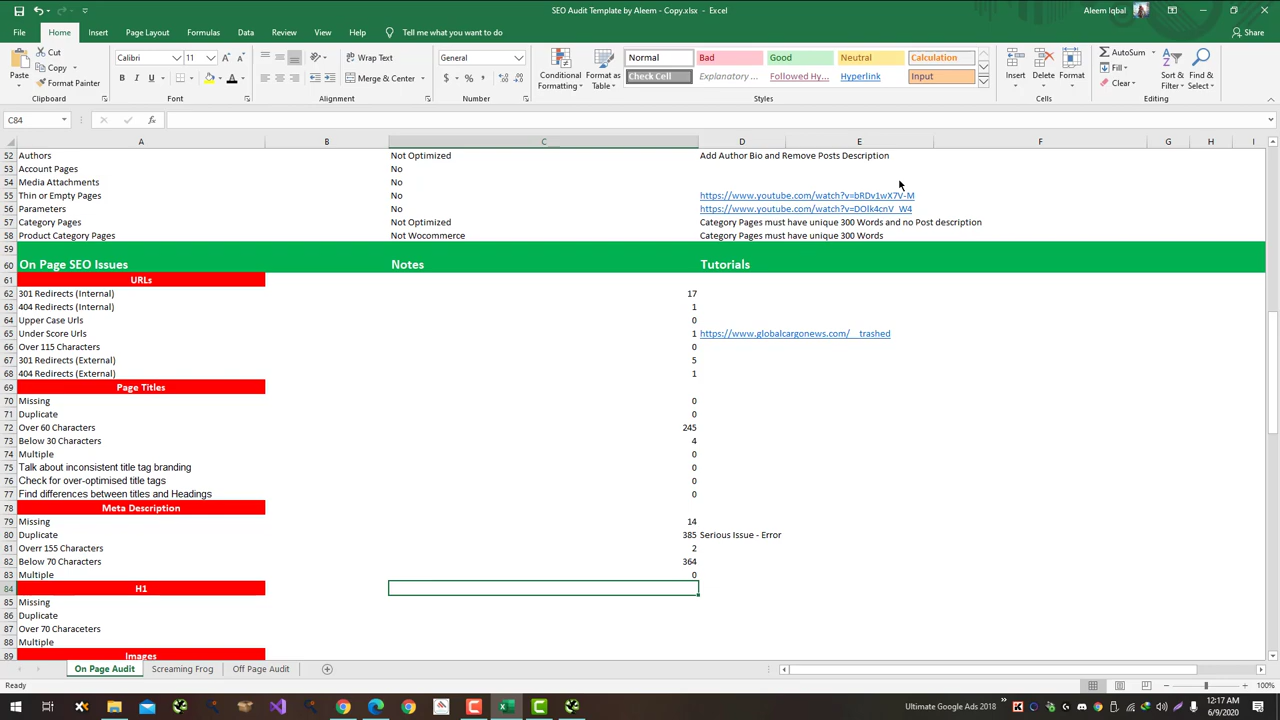 SEO Audit Template by Aleem - Copy.xlsx - Excel
Aleem Iqbal
File Home Insert Page Layout Formulas Data Review View Help Tell me what you want to do Share
Paste
Cut
Copy
Format Painter
Clipboard
Calibri 11
B I U
Font
Wrap Text
Merge & Center
Alignment
General
$ % ,
Number
Conditional Formatting
Format as Table
Normal Bad Good Neutral Calculation
Check Cell Explanatory ... Followed Hy... Hyperlink Input
Styles
Insert Delete Format
Cells
AutoSum
Fill
Clear
Sort & Filter
Find & Select
Editing
C84 fx
A B C D E F G H I
52 Authors Not Optimized Add Author Bio and Remove Posts Description
53 Account Pages No
54 Media Attachments No
55 Thin or Empty Pages No https://www.youtube.com/watch?v=bRDv1wX7V-M
56 Parameters No https://www.youtube.com/watch?v=DOlk4cnV_W4
57 Category Pages Not Optimized Category Pages must have unique 300 Words and no Post description
58 Product Category Pages Not Wocommerce Category Pages must have unique 300 Words
59
60 On Page SEO Issues Notes Tutorials
61 URLs
62 301 Redirects (Internal) 17
63 404 Redirects (Internal) 1
64 Upper Case Urls 0
65 Under Score Urls 1 https://www.globalcargonews.com/__trashed
66 Over 115 Characters 0
67 301 Redirects (External) 5
68 404 Redirects (External) 1
69 Page Titles
70 Missing 0
71 Duplicate 0
72 Over 60 Characters 245
73 Below 30 Characters 4
74 Multiple 0
75 Talk about inconsistent title tag branding 0
76 Check for over-optimised title tags 0
77 Find differences between titles and Headings 0
78 Meta Description
79 Missing 14
80 Duplicate 385 Serious Issue - Error
81 Overr 155 Characters 2
82 Below 70 Characters 364
83 Multiple 0
84 H1
85 Missing
86 Duplicate
87 Over 70 Characeters
88 Multiple
89 Images
On Page Audit Screaming Frog Off Page Audit
Ready 100%
Ultimate Google Ads 2018
12:17 AM
6/9/2020